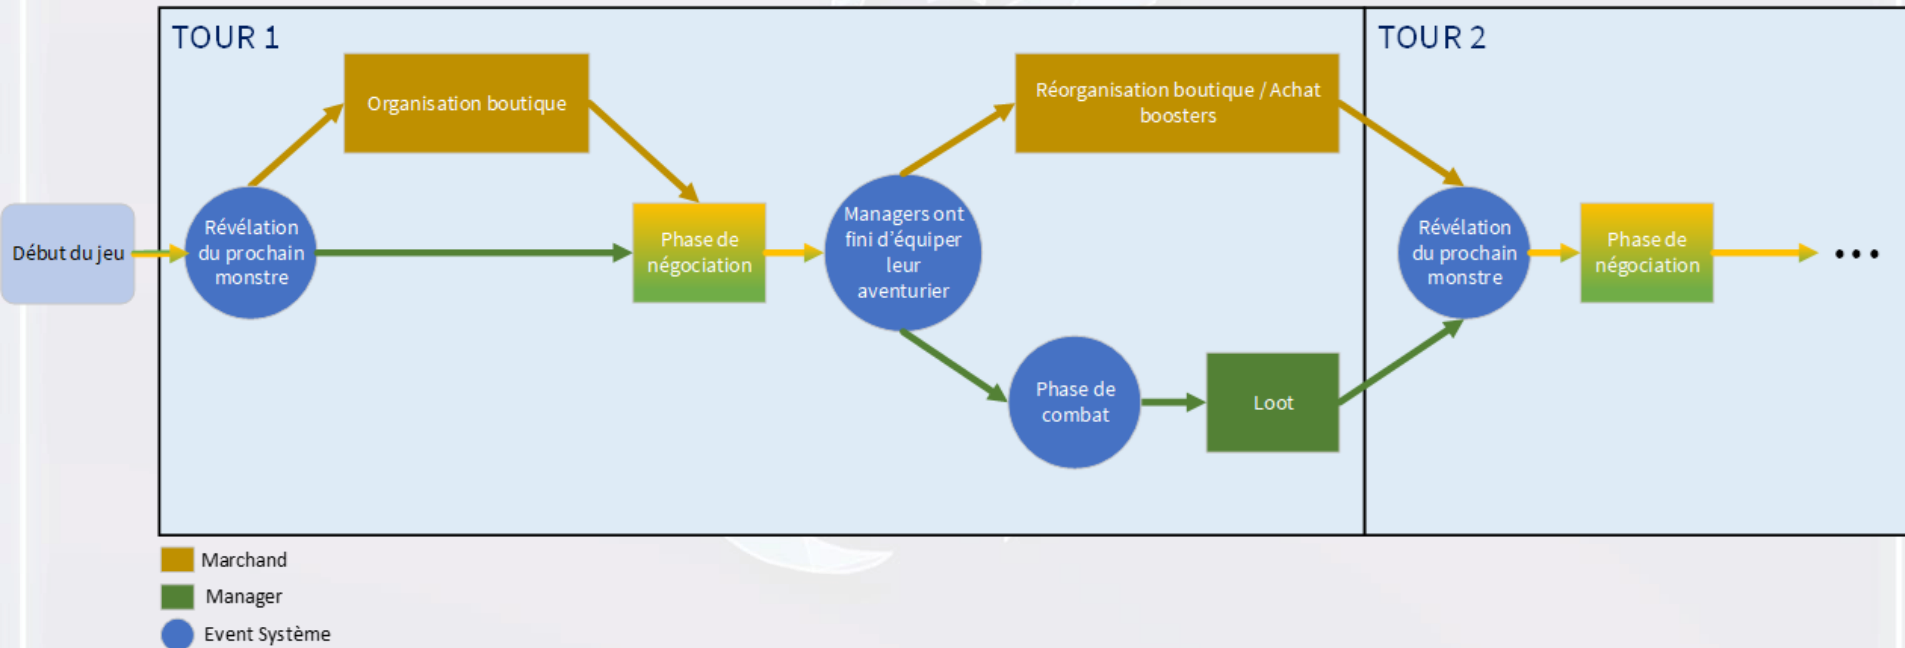 TOUR 1
TOUR 2
Organisation boutique
Réorganisation boutique / Achat
boosters
Début du jeu
Révélation
du prochain
monstre
Phase de
négociation
Managers ont
fini d'équiper
leur
aventurier
Révélation
du prochain
monstre
Phase de
négociation
...
Phase de
combat
Loot
Marchand
Manager
Event Système